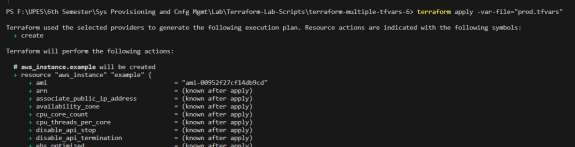 PS F:\UPES\6th Semester\Sys Provisioning and Cnfg Mgmt\Lab\Terraform-Lab-Scripts\terraform-multiple-tfvars-6> terraform apply -var-file="prod.tfvars"
Terraform used the selected providers to generate the following execution plan. Resource actions are indicated with the following symbols:
+ create
Terraform will perform the following actions:
# aws_instance.example will be created
+ resource "aws_instance" "example" {
+ ami = "ami-00952f27cf14db9cd"
+ arn = (known after apply)
+ associate_public_ip_address = (known after apply)
+ availability_zone = (known after apply)
+ cpu_core_count = (known after apply)
+ cpu_threads_per_core = (known after apply)
+ disable_api_stop = (known after apply)
+ disable_api_termination = (known after apply)
+ ebs_optimized = (known after apply)